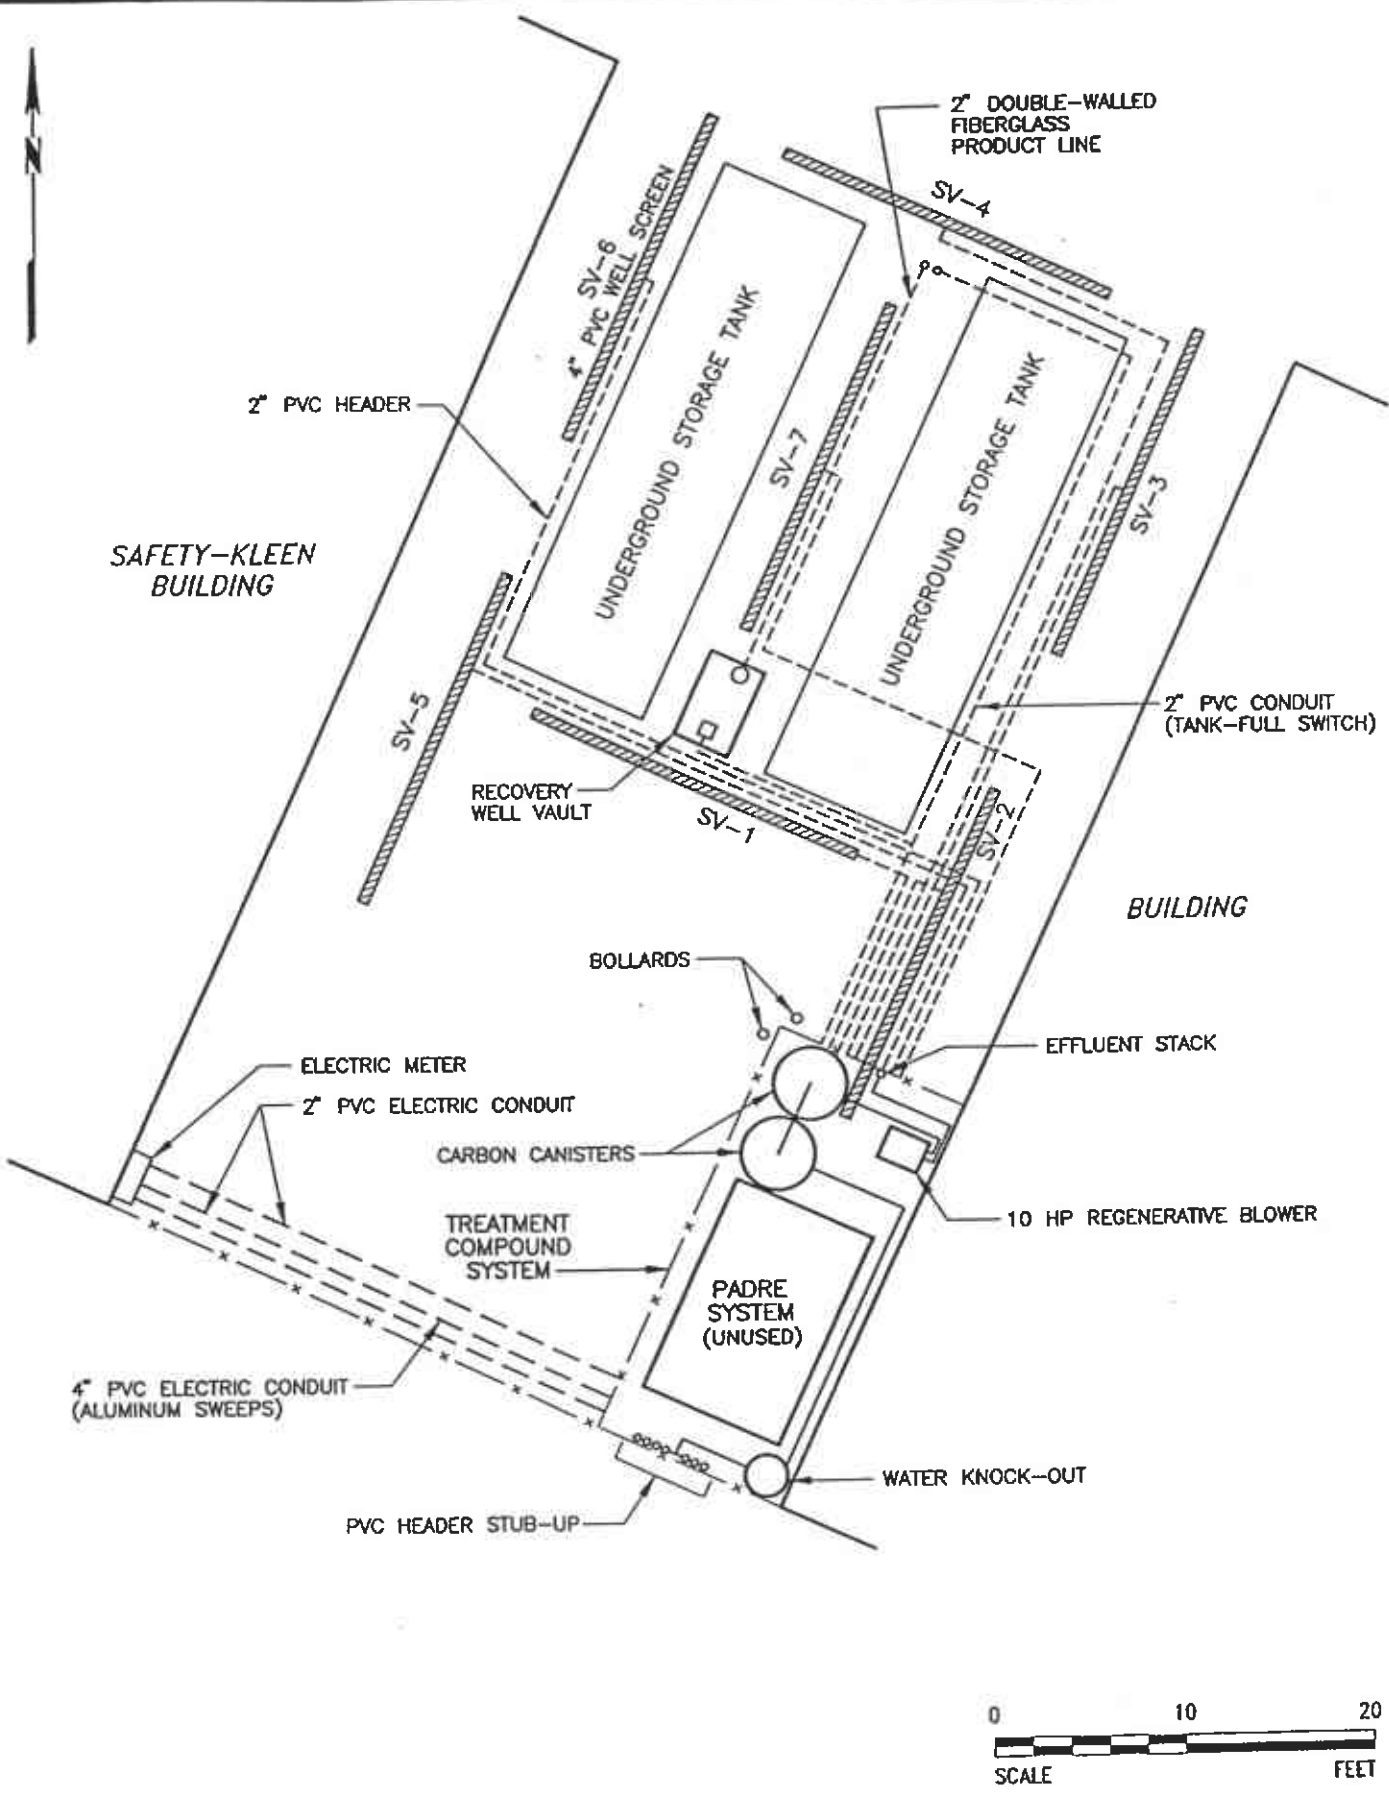 N
2" DOUBLE-WALLED
FIBERGLASS
PRODUCT LINE
SV-4
SV-6
4" PVC WELL SCREEN
2" PVC HEADER
UNDERGROUND STORAGE TANK
SV-7
UNDERGROUND STORAGE TANK
SV-3
SAFETY-KLEEN
BUILDING
SV-5
2" PVC CONDUIT
(TANK-FULL SWITCH)
RECOVERY
WELL VAULT
SV-1
SV-2
BUILDING
BOLLARDS
EFFLUENT STACK
ELECTRIC METER
2" PVC ELECTRIC CONDUIT
CARBON CANISTERS
10 HP REGENERATIVE BLOWER
TREATMENT
COMPOUND
SYSTEM
PADRE
SYSTEM
(UNUSED)
4" PVC ELECTRIC CONDUIT
(ALUMINUM SWEEPS)
WATER KNOCK-OUT
PVC HEADER STUB-UP
0 10 20
SCALE FEET